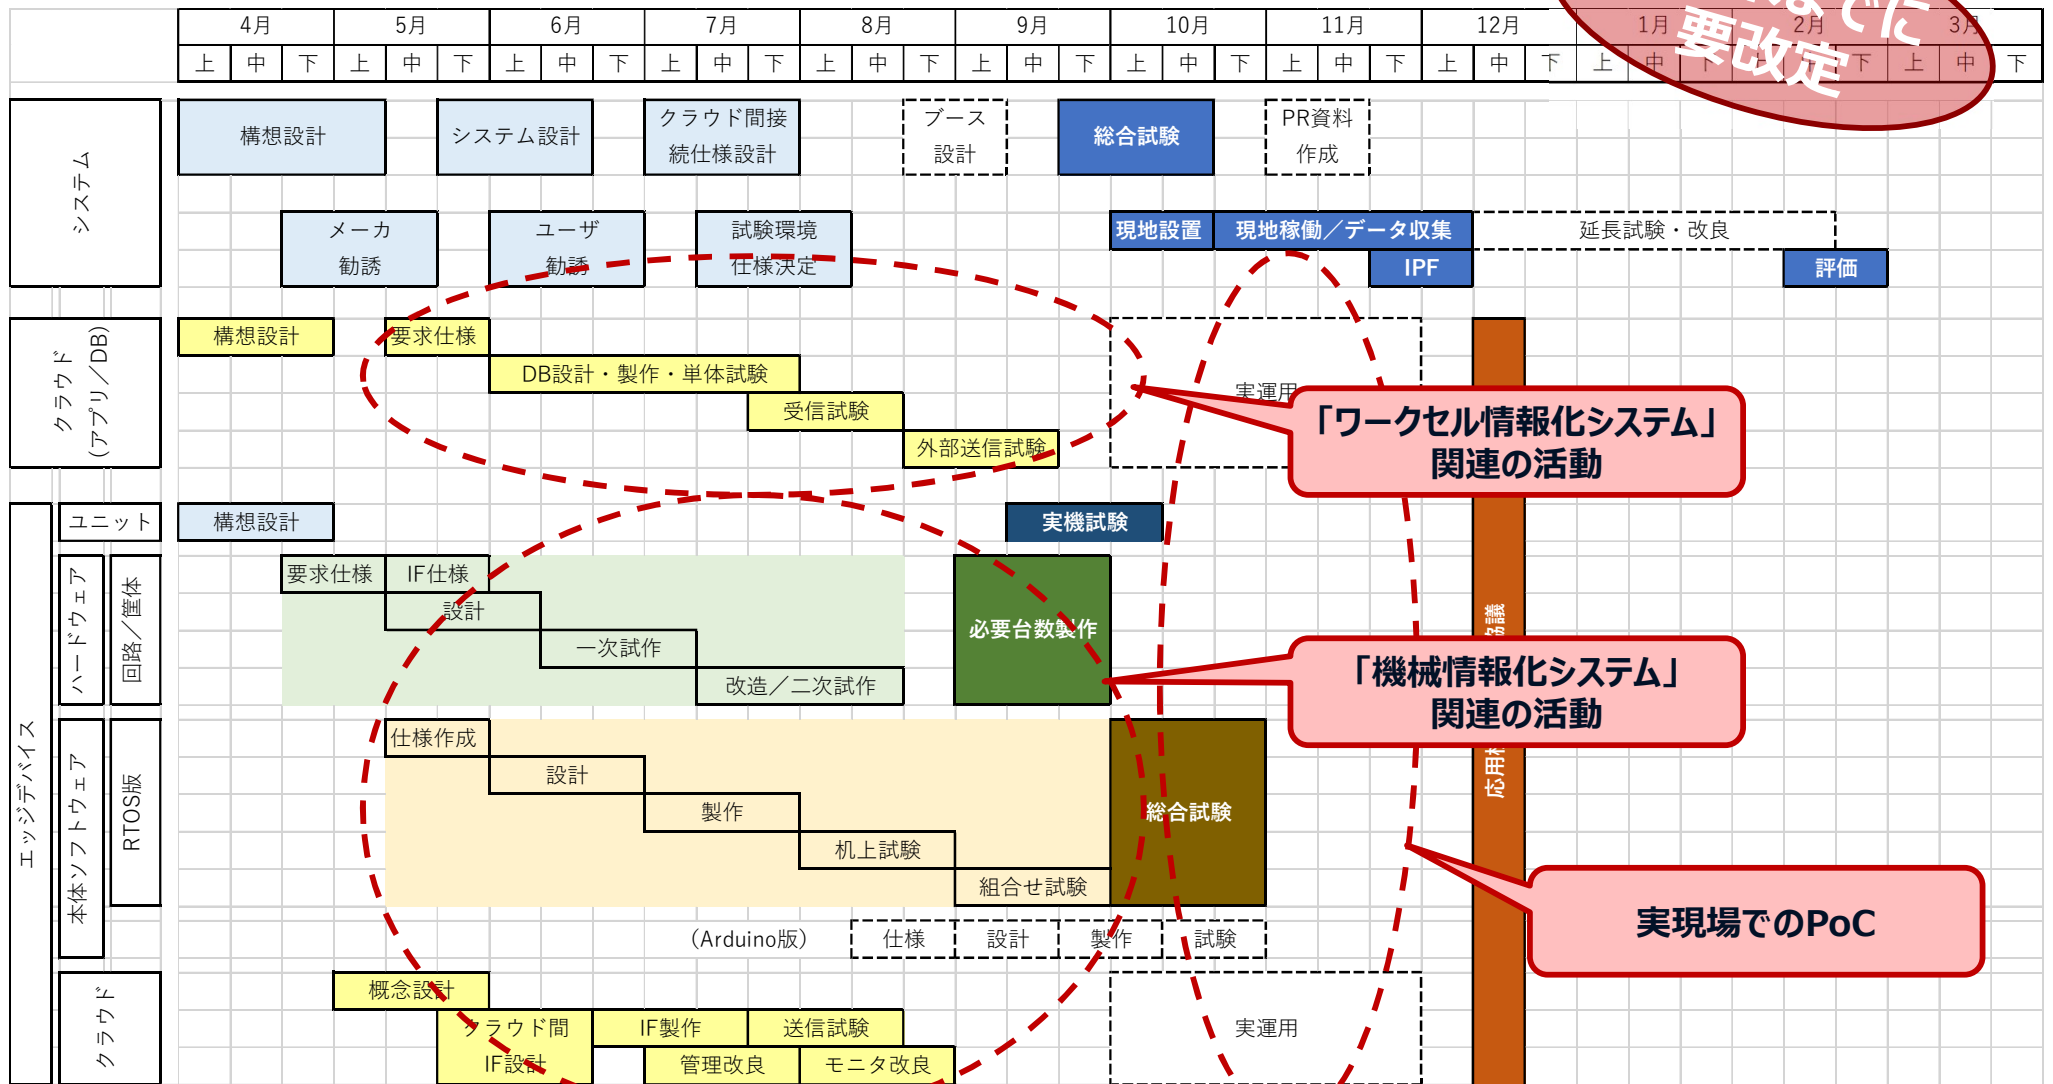 までに
要改定
4月 5月 6月 7月 8月 9月 10月 11月 12月 1月 2月 3月
上 中 下 上 中 下 上 中 下 上 中 下 上 中 下 上 中 下 上 中 下 上 中 下 上 中 下 上 中 下 上 中 下 上 中 下
システム
構想設計
システム設計
クラウド間接
続仕様設計
ブース
設計
総合試験
PR資料
作成
メーカ
勧誘
ユーザ
勧誘
試験環境
仕様決定
現地設置
現地稼働／データ収集
延長試験・改良
IPF
評価
クラウド
(アプリ／DB)
構想設計
要求仕様
DB設計・製作・単体試験
受信試験
外部送信試験
実運用
「ワークセル情報化システム」
関連の活動
エッジデバイス
ユニット
構想設計
実機試験
ハードウェア
回路／筐体
要求仕様
IF仕様
設計
一次試作
改造／二次試作
必要台数製作
「機械情報化システム」
関連の活動
本体ソフトウェア
RTOS版
仕様作成
設計
製作
机上試験
組合せ試験
総合試験
応用
協議
（Arduino版）
仕様
設計
製作
試験
実現場でのPoC
クラウド
概念設計
クラウド間
IF設計
IF製作
送信試験
管理改良
モニタ改良
実運用